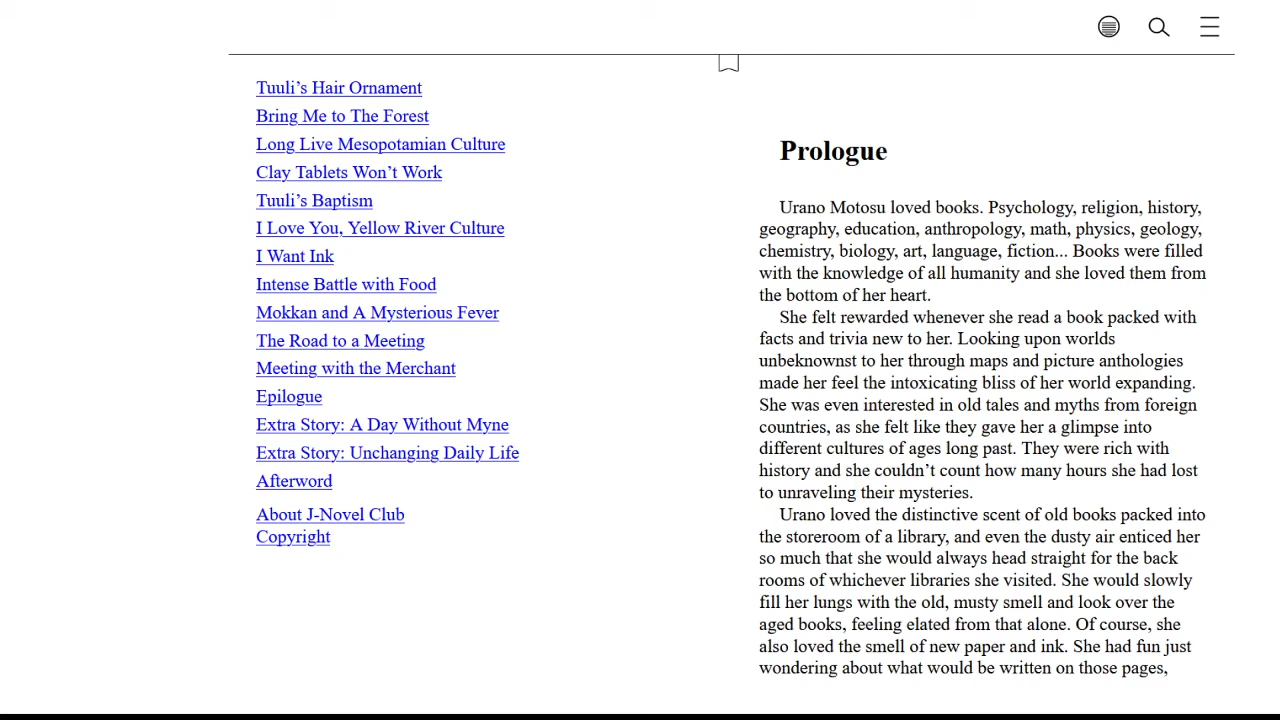 Tuuli’s Hair Ornament
Bring Me to The Forest
Long Live Mesopotamian Culture
Clay Tablets Won’t Work
Tuuli’s Baptism
I Love You, Yellow River Culture
I Want Ink
Intense Battle with Food
Mokkan and A Mysterious Fever
The Road to a Meeting
Meeting with the Merchant
Epilogue
Extra Story: A Day Without Myne
Extra Story: Unchanging Daily Life
Afterword
About J-Novel Club
Copyright
Prologue
Urano Motosu loved books. Psychology, religion, history,
geography, education, anthropology, math, physics, geology,
chemistry, biology, art, language, fiction... Books were filled
with the knowledge of all humanity and she loved them from
the bottom of her heart.
She felt rewarded whenever she read a book packed with
facts and trivia new to her. Looking upon worlds
unbeknownst to her through maps and picture anthologies
made her feel the intoxicating bliss of her world expanding.
She was even interested in old tales and myths from foreign
countries, as she felt like they gave her a glimpse into
different cultures of ages long past. They were rich with
history and she couldn’t count how many hours she had lost
to unraveling their mysteries.
Urano loved the distinctive scent of old books packed into
the storeroom of a library, and even the dusty air enticed her
so much that she would always head straight for the back
rooms of whichever libraries she visited. She would slowly
fill her lungs with the old, musty smell and look over the
aged books, feeling elated from that alone. Of course, she
also loved the smell of new paper and ink. She had fun just
wondering about what would be written on those pages,